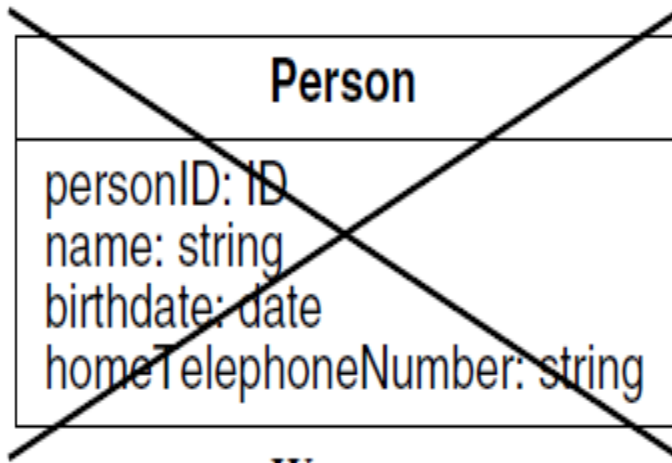 Person
personID: ID
name: string
birthdate: date
homeTelephoneNumber: string